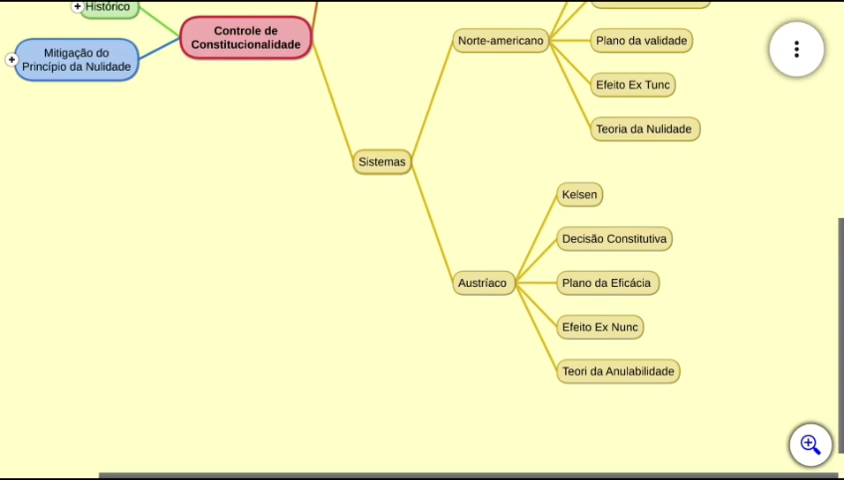 Histórico
Controle de
Constitucionalidade
Mitigação do
Princípio da Nulidade
Norte-americano
Plano da validade
Efeito Ex Tunc
Teoria da Nulidade
Sistemas
Kelsen
Decisão Constitutiva
Austríaco
Plano da Eficácia
Efeito Ex Nunc
Teori da Anulabilidade